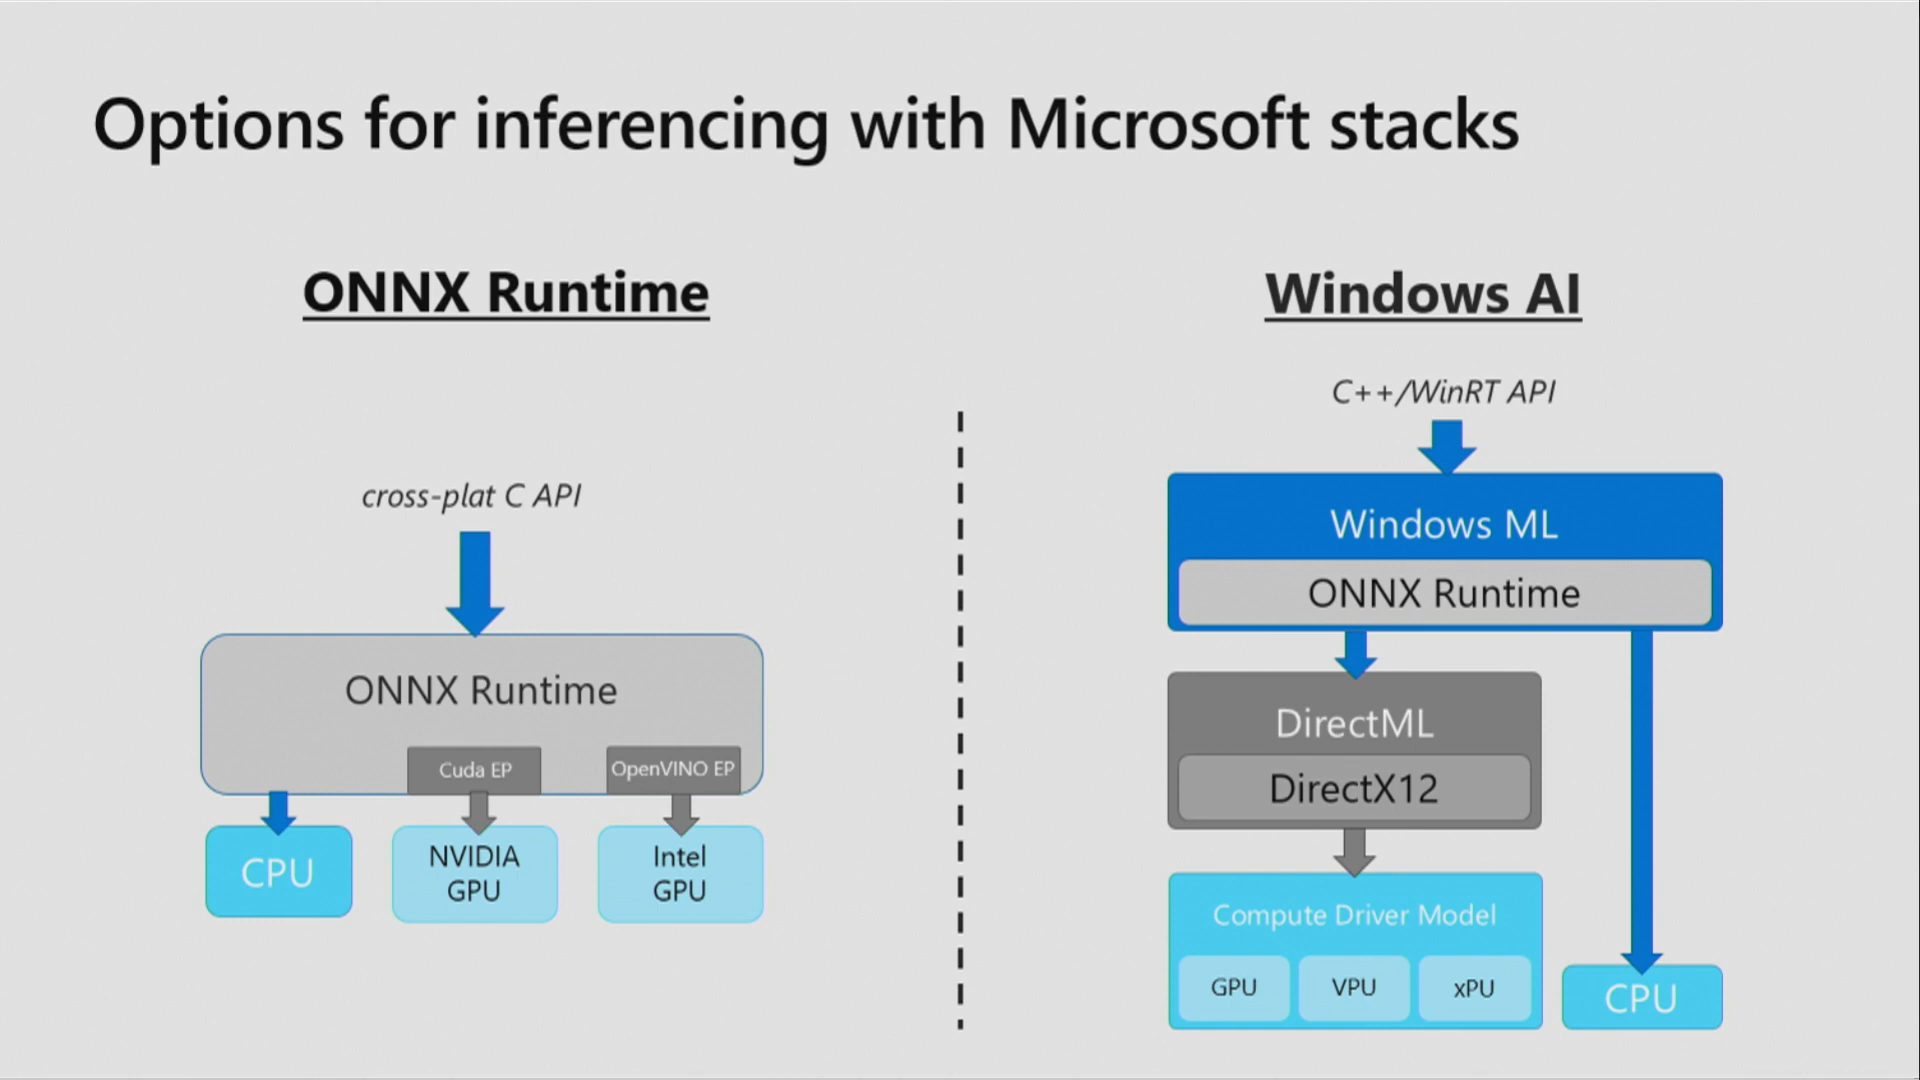 Options for inferencing with Microsoft stacks
ONNX Runtime
cross-plat C API
ONNX Runtime
Cuda EP
OpenVINO EP
CPU
NVIDIA
GPU
Intel
GPU
Windows AI
C++/WinRT API
Windows ML
ONNX Runtime
DirectML
DirectX12
Compute Driver Model
GPU
VPU
xPU
CPU